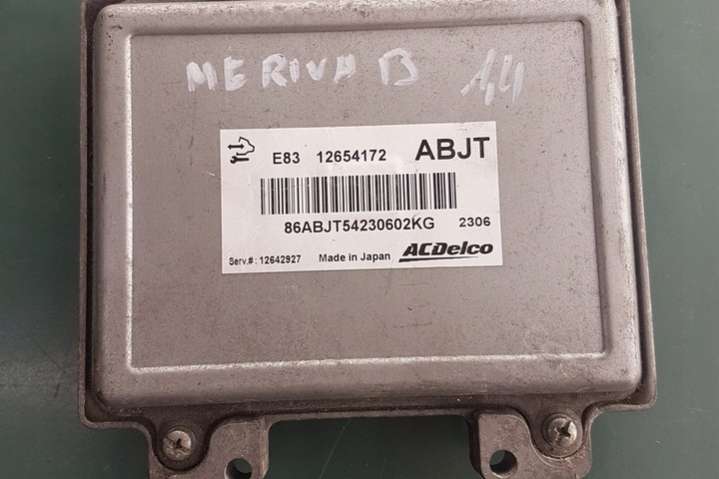 MERIVA B 1,4
E83 12654172 ABJT
86ABJT54230602KG 2306
Serv.#: 12642927 Made in Japan ACDelco